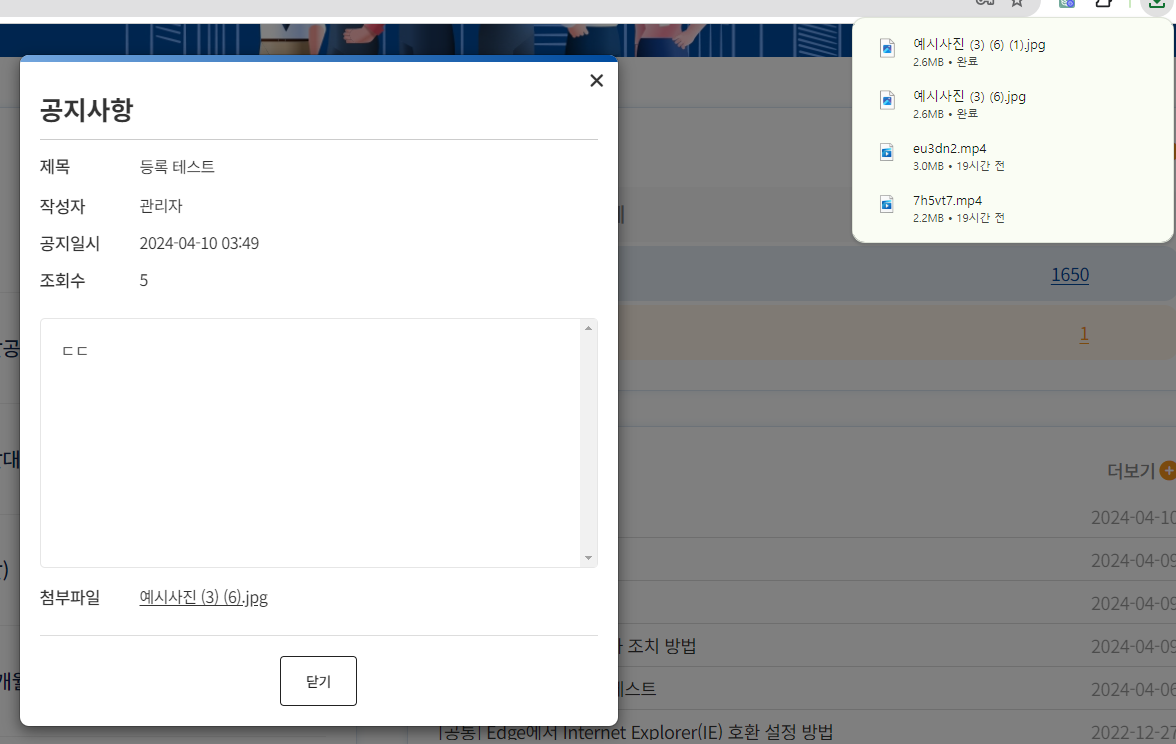 공지사항
제목 등록 테스트
작성자 관리자
공지일시 2024-04-10 03:49
조회수 5
ㄷㄷ
첨부파일 예시사진 (3) (6).jpg
닫기
예시사진 (3) (6) (1).jpg
2.6MB • 완료
예시사진 (3) (6).jpg
2.6MB • 완료
eu3dn2.mp4
3.0MB • 19시간 전
7h5vt7.mp4
2.2MB • 19시간 전
1650
1
더보기
2024-04-10
2024-04-09
2024-04-09
조치 방법 2024-04-09
스트 2024-04-06
[공통] Edge에서 Internet Explorer(IE) 호환 설정 방법 2022-12-2